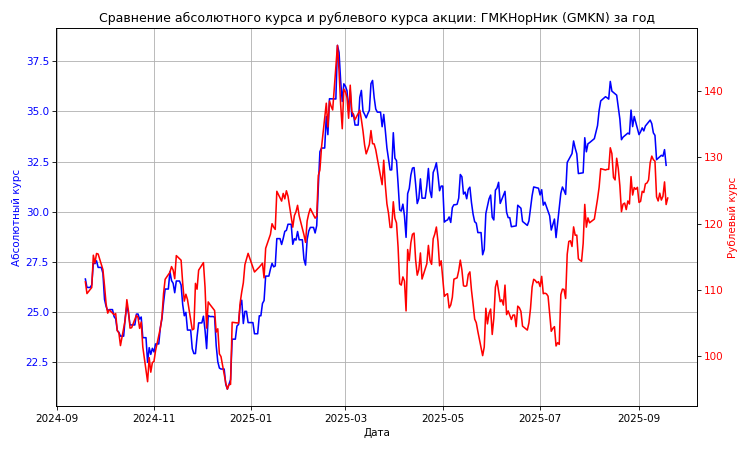 Сравнение абсолютного курса и рублевого курса акции: ГМКНорНик (GMKN) за год
37.5
35.0
32.5
30.0
27.5
25.0
22.5
Абсолютный курс
140
130
120
110
100
Рублевый курс
2024-09 2024-11 2025-01 2025-03 2025-05 2025-07 2025-09
Дата